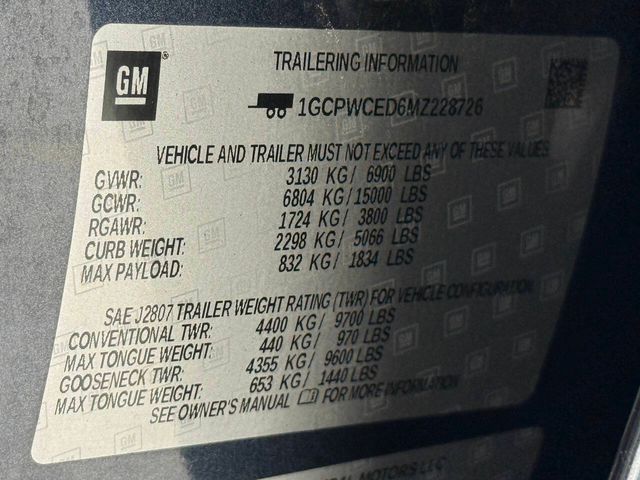 GM
TRAILERING INFORMATION
1GCPWCED6MZ228726
VEHICLE AND TRAILER MUST NOT EXCEED ANY OF THESE VALUES.
GVWR: 3130 KG/ 6900 LBS
GCWR: 6804 KG/ 15000 LBS
RGAWR: 1724 KG/ 3800 LBS
CURB WEIGHT: 2298 KG/ 5066 LBS
MAX PAYLOAD: 832 KG/ 1834 LBS
SAE J2807 TRAILER WEIGHT RATING (TWR) FOR VEHICLE CONFIGURATION.
CONVENTIONAL TWR: 4400 KG/ 9700 LBS
MAX TONGUE WEIGHT: 440 KG/ 970 LBS
GOOSENECK TWR: 4355 KG/ 9600 LBS
MAX TONGUE WEIGHT: 653 KG/ 1440 LBS
SEE OWNER'S MANUAL FOR MORE INFORMATION
MOTORS LLC